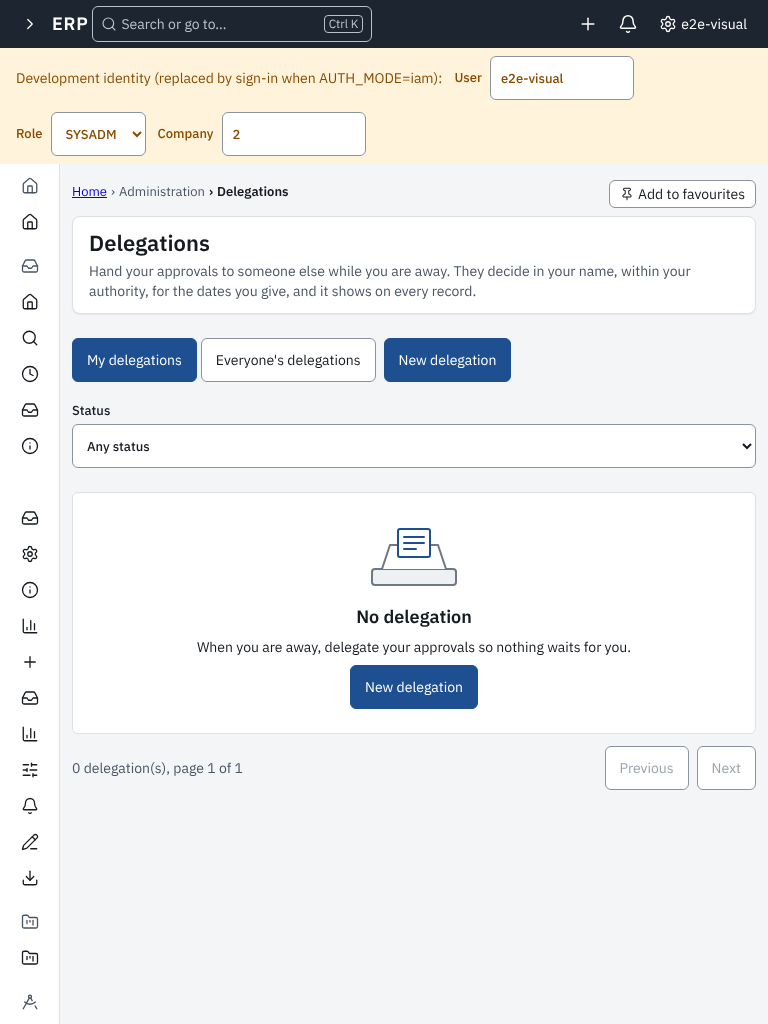 ERP
Search or go to...
Ctrl K
e2e-visual
Development identity (replaced by sign-in when AUTH_MODE=iam):
User
e2e-visual
Role
SYSADM
Company
2
Home › Administration › Delegations
Add to favourites
Delegations
Hand your approvals to someone else while you are away. They decide in your name, within your
authority, for the dates you give, and it shows on every record.
My delegations
Everyone's delegations
New delegation
Status
Any status
No delegation
When you are away, delegate your approvals so nothing waits for you.
New delegation
0 delegation(s), page 1 of 1
Previous
Next